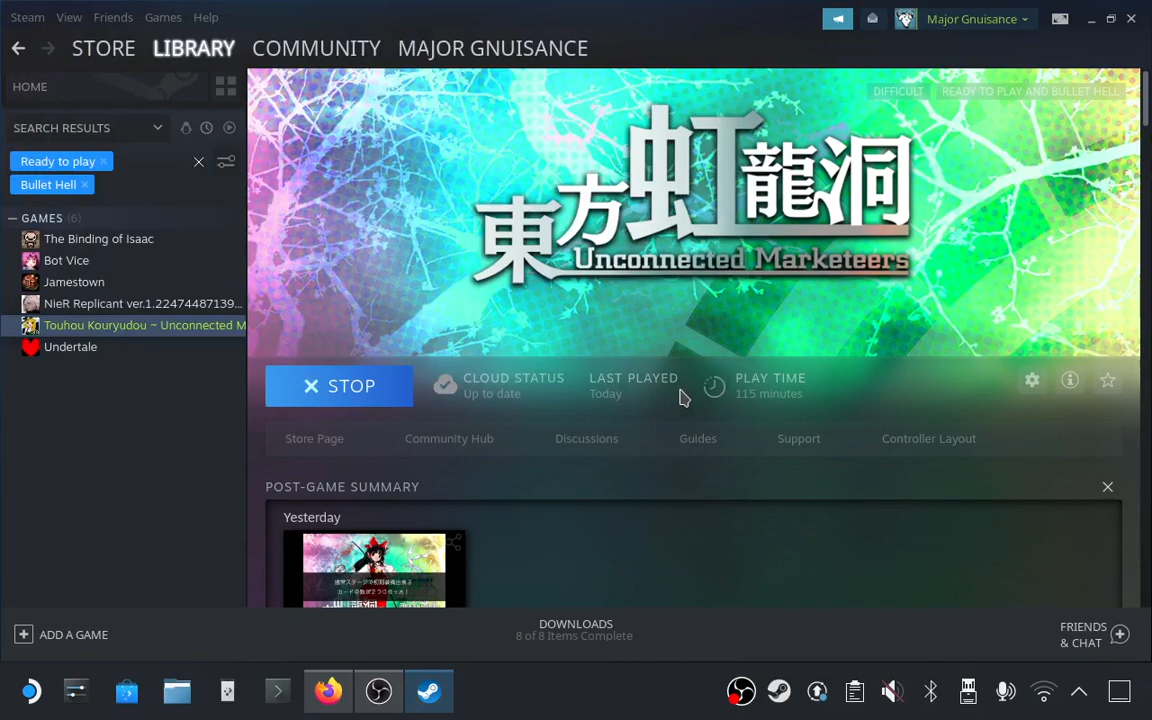 Steam View Friends Games Help
Major Gnuisance
STORE LIBRARY COMMUNITY MAJOR GNUISANCE
HOME
SEARCH RESULTS
Ready to play
Bullet Hell
GAMES (6)
The Binding of Isaac
Bot Vice
Jamestown
NieR Replicant ver.1.22474487139...
Touhou Kouryudou ~ Unconnected M
Undertale
DIFFICULT READY TO PLAY AND BULLET HELL
東方虹龍洞
Unconnected Marketeers
STOP
CLOUD STATUS
Up to date
LAST PLAYED
Today
PLAY TIME
115 minutes
Store Page Community Hub Discussions Guides Support Controller Layout
POST-GAME SUMMARY
Yesterday
ADD A GAME
DOWNLOADS
8 of 8 Items Complete
FRIENDS
& CHAT